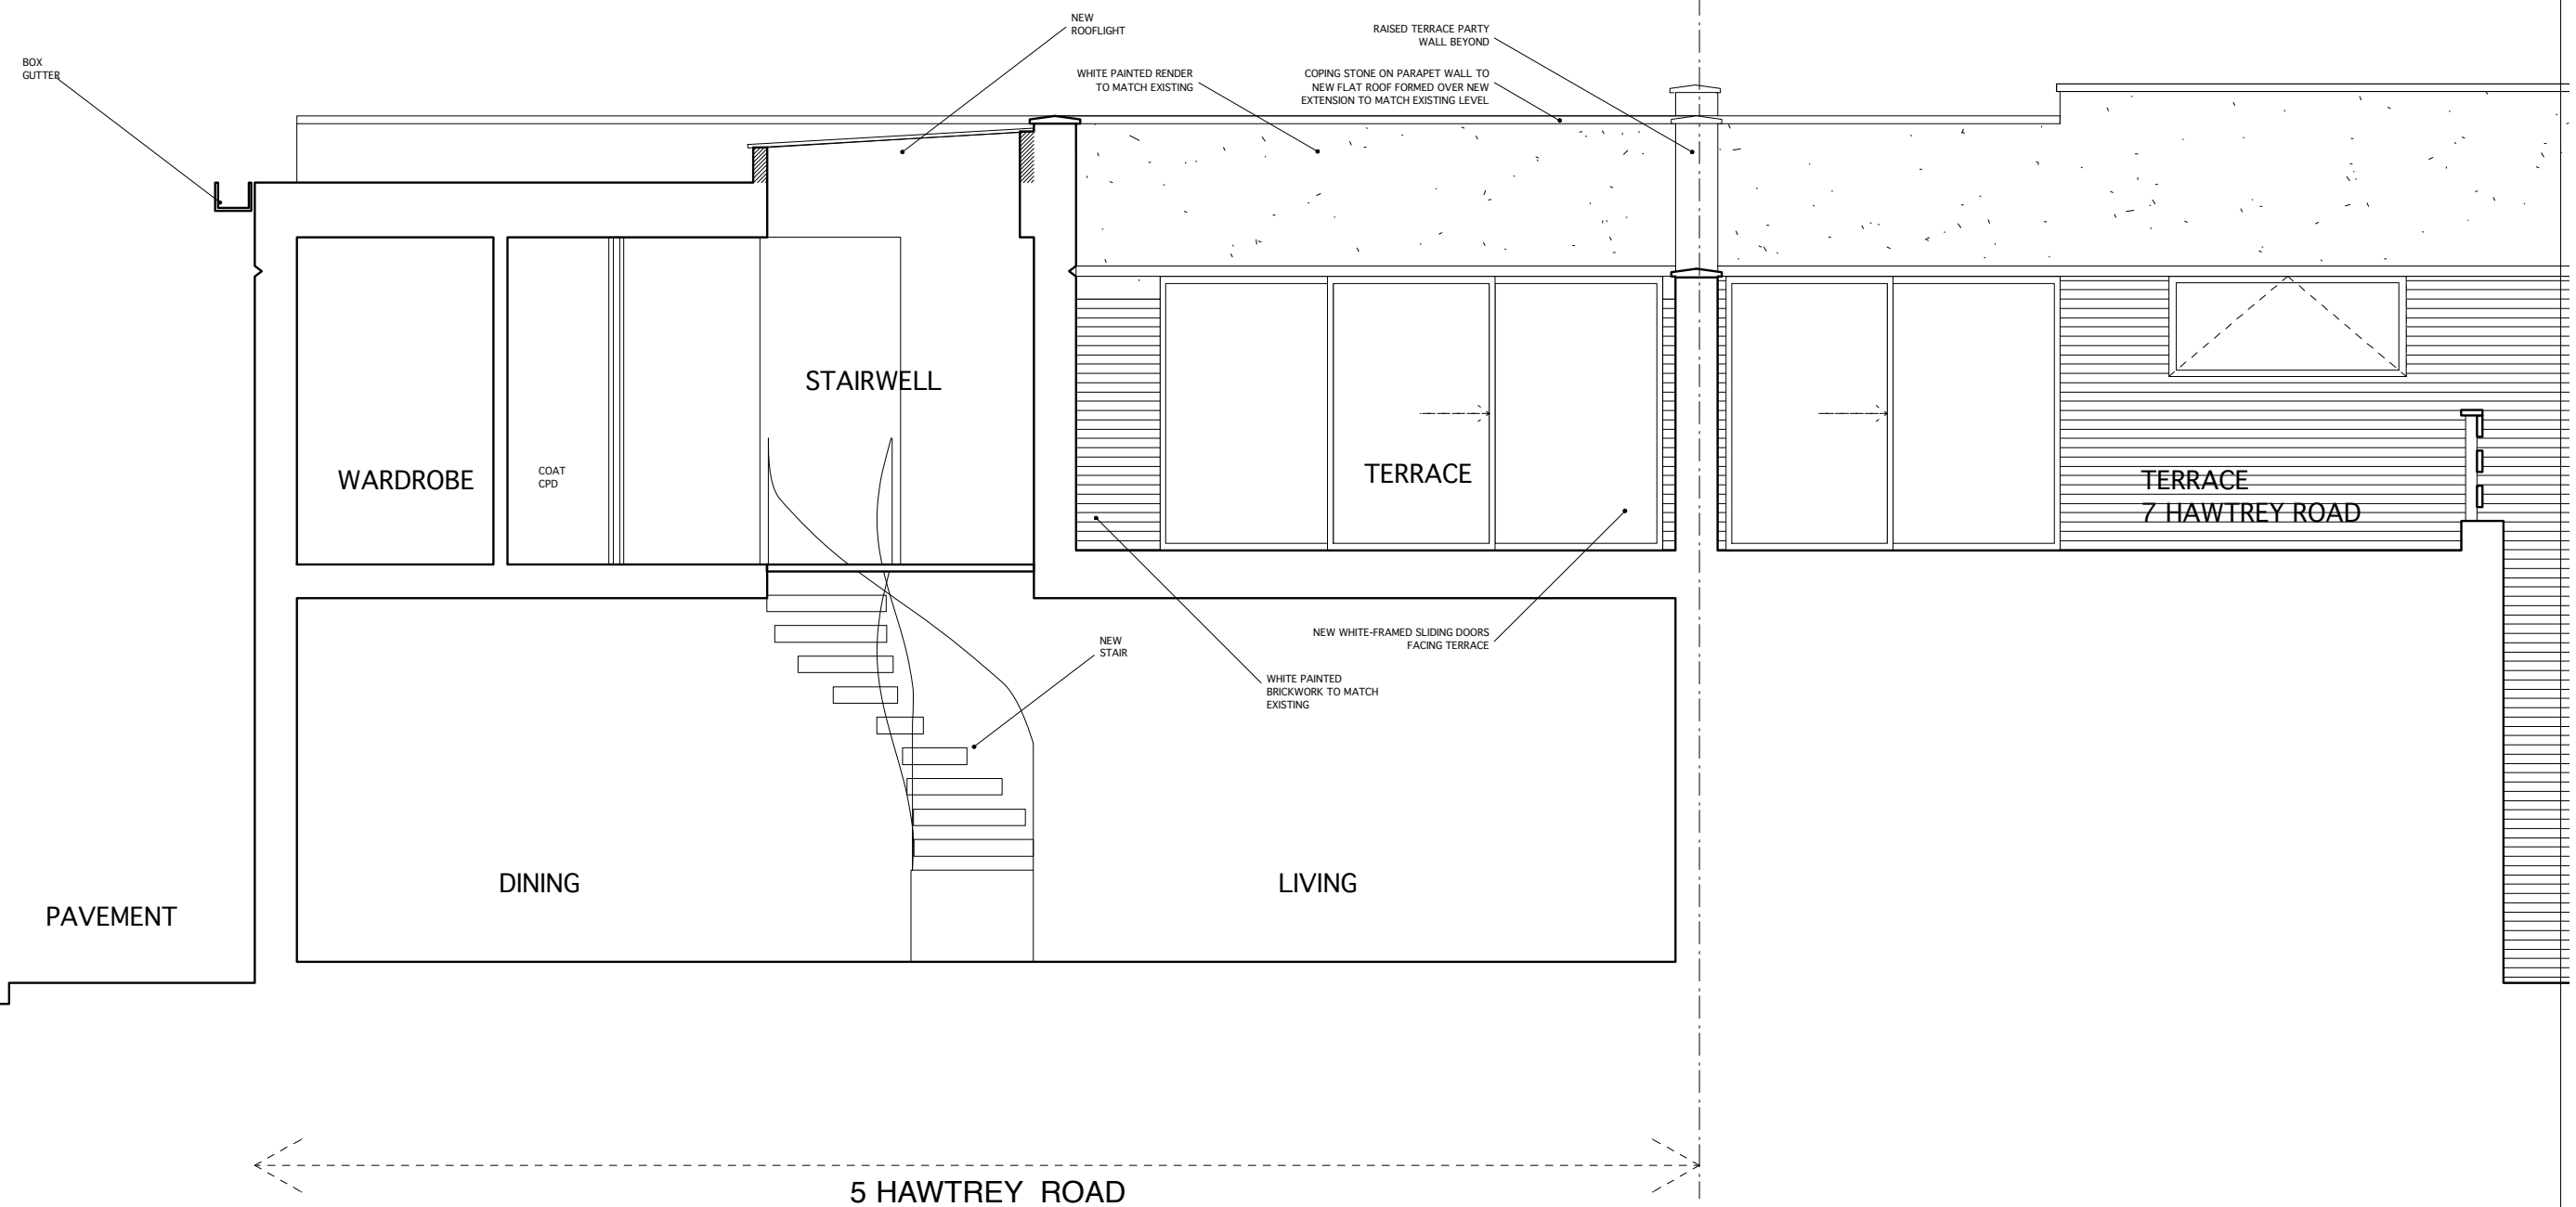 NEW
ROOFLIGHT
RAISED TERRACE PARTY
WALL BEYOND
BOX
GUTTER
WHITE PAINTED RENDER
TO MATCH EXISTING
COPING STONE ON PARAPET WALL TO
NEW FLAT ROOF FORMED OVER NEW
EXTENSION TO MATCH EXISTING LEVEL
STAIRWELL
WARDROBE
COAT
CPD
TERRACE
TERRACE
7 HAWTREY ROAD
NEW
STAIR
NEW WHITE-FRAMED SLIDING DOORS
FACING TERRACE
WHITE PAINTED
BRICKWORK TO MATCH
EXISTING
DINING
LIVING
PAVEMENT
5 HAWTREY ROAD